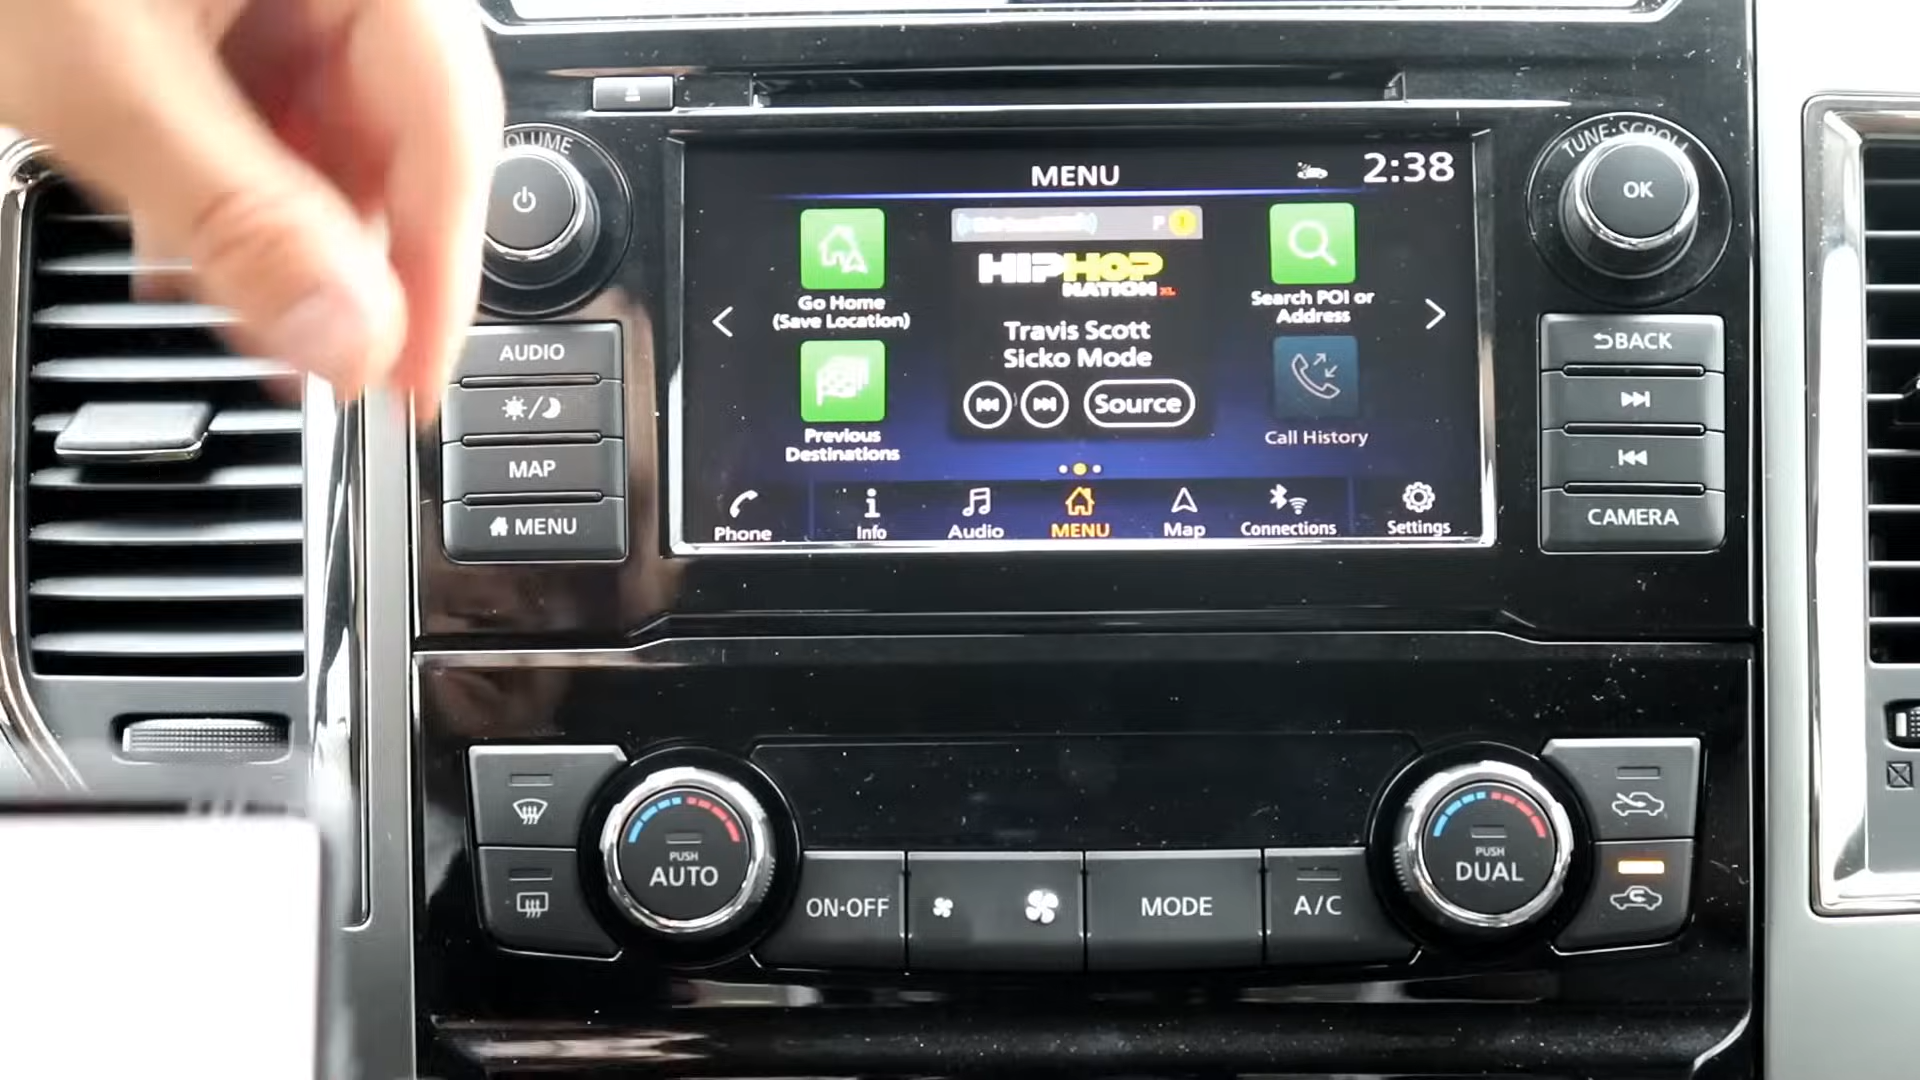 VOLUME
TUNE·SCROLL
OK
MENU
2:38
P
HIPHOP
NATION XL
Go Home
(Save Location)
Travis Scott
Sicko Mode
Source
Search POI or
Address
Previous
Destinations
Call History
Phone
Info
Audio
MENU
Map
Connections
Settings
AUDIO
MAP
MENU
BACK
CAMERA
PUSH
AUTO
ON·OFF
MODE
A/C
PUSH
DUAL